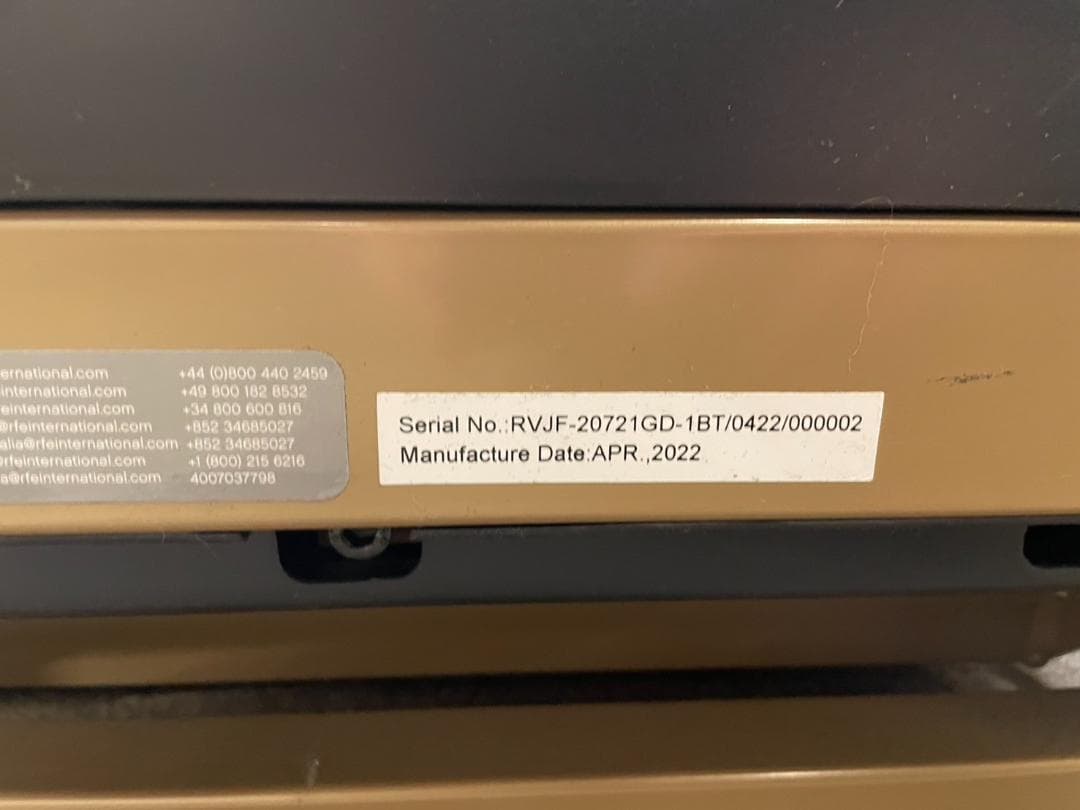 ernational.com +44 (0)800 440 2459
international.com +49 800 182 8532
einternational.com +34 800 600 816
@rfeinternational.com +852 34685027
alia@rfeinternational.com +852 34685027
rfeinternational.com +1 (800) 215 6216
a@rfeinternational.com 4007037798
Serial No.:RVJF-20721GD-1BT/0422/000002
Manufacture Date:APR.,2022